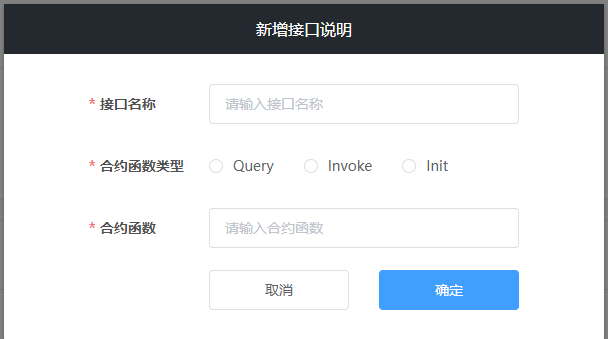 新增接口说明
* 接口名称 请输入接口名称
* 合约函数类型 Query Invoke Init
* 合约函数 请输入合约函数
取消 确定